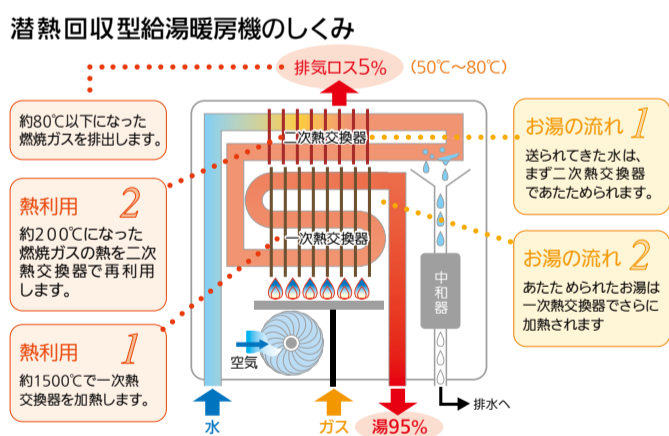 潜熱回収型給湯暖房機のしくみ
排気ロス5%
(50℃〜80℃)
約80℃以下になった
燃焼ガスを排出します。
熱利用 2
約200℃になった
燃焼ガスの熱を二次
熱交換器で再利用
します。
熱利用 1
約1500℃で一次熱
交換器を加熱します。
二次熱交換器
一次熱交換器
空気
中和器
お湯の流れ 1
送られてきた水は、
まず二次熱交換器
であたためられます。
お湯の流れ 2
あたためられたお湯は
一次熱交換器でさらに
加熱されます
水
ガス
湯95%
排水へ